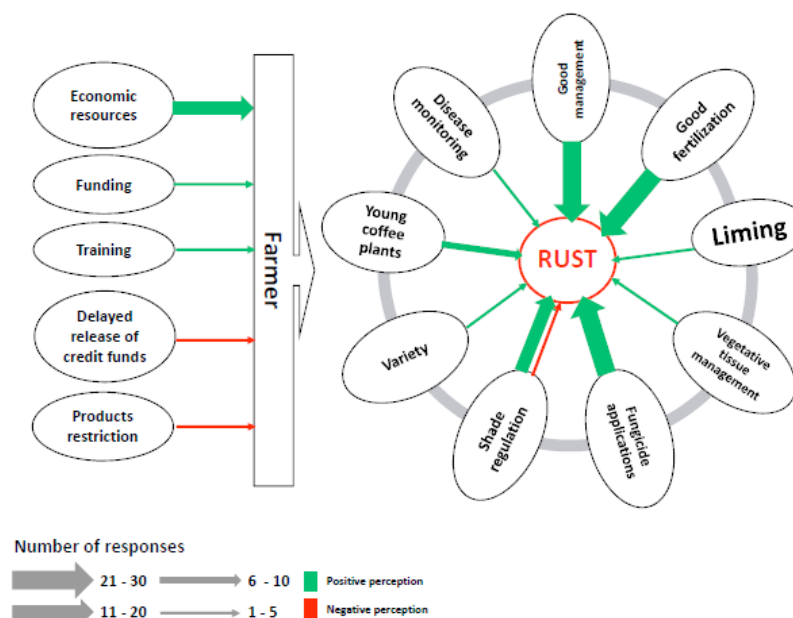 Economic
resources
Funding
Training
Delayed
release of
credit funds
Products
restriction
Farmer
Good
management
Good
fertilization
Liming
Vegetative
tissue
management
Fungicide
applications
Shade
regulation
Variety
Young
coffee
plants
Disease
monitoring
RUST
Number of responses
21 - 30
6 - 10
Positive perception
11 - 20
1 - 5
Negative perception